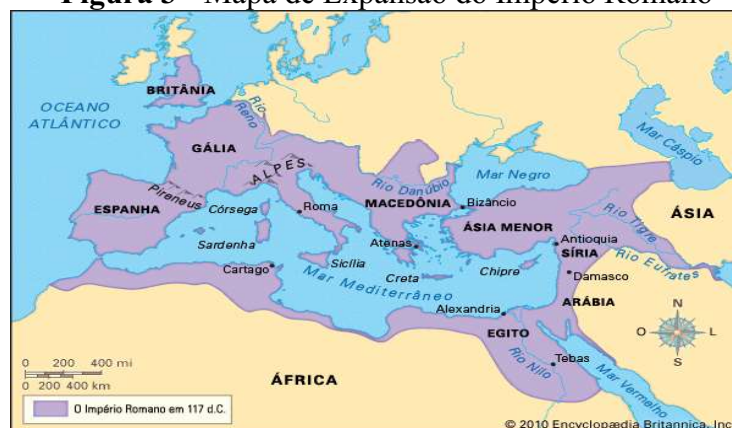 Figura 3 - Mapa de Expansão do Império Romano
OCEANO
ATLÂNTICO
BRITÂNIA
Rio
Reno
GÁLIA
ALPES
Pireneus
ESPANHA
Córsega
Roma
Sardenha
Sicília
Cartago
Mar Mediterrâneo
Rio Danúbio
MACEDÔNIA
Bizâncio
Mar Negro
Mar Cáspio
ÁSIA MENOR
ÁSIA
Atenas
Creta
Chipre
Antioquia
SÍRIA
Rio Tigre
Rio Eufrates
Damasco
ARÁBIA
Alexandria
EGITO
Rio Nilo
Tebas
Mar Vermelho
ÁFRICA
N
O L
S
0 200 400 mi
0 200 400 km
O Império Romano em 117 d.C.
© 2010 Encyclopædia Britannica, Inc